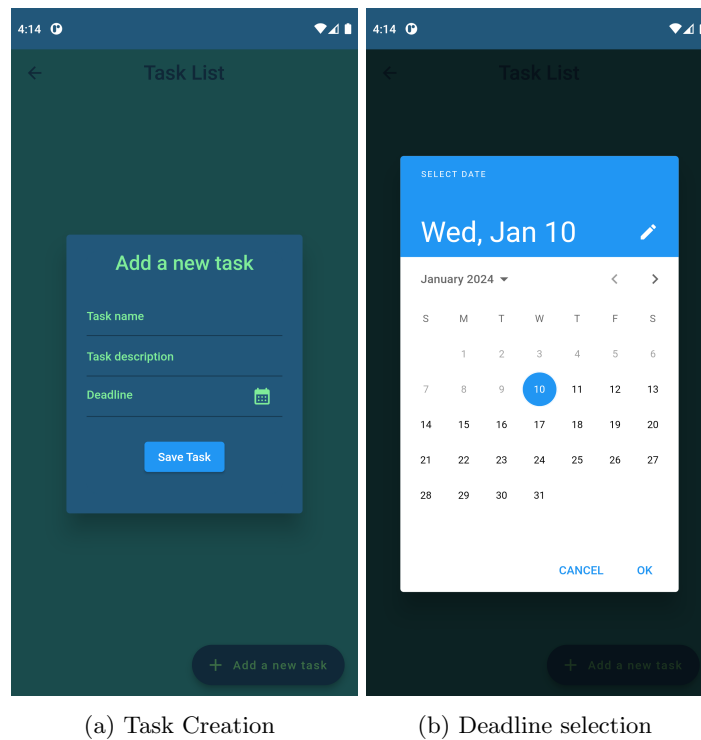 4:14
Task List
Add a new task
Task name
Task description
Deadline
Save Task
Add a new task
(a) Task Creation
4:14
Task List
SELECT DATE
Wed, Jan 10
January 2024
S M T W T F S
1 2 3 4 5 6
7 8 9 10 11 12 13
14 15 16 17 18 19 20
21 22 23 24 25 26 27
28 29 30 31
CANCEL OK
Add a new task
(b) Deadline selection